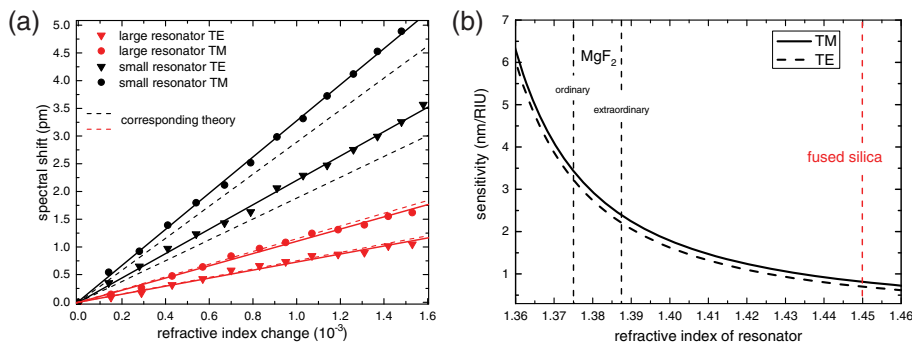 (a)
large resonator TE
large resonator TM
small resonator TE
small resonator TM
corresponding theory
spectral shift (pm)
5.0
4.5
4.0
3.5
3.0
2.5
2.0
1.5
1.0
0.5
0.0
0.0 0.2 0.4 0.6 0.8 1.0 1.2 1.4 1.6
refractive index change (10⁻³)
(b)
TM
TE
MgF₂
ordinary
extraordinary
fused silica
sensitivity (nm/RIU)
7
6
5
4
3
2
1
1.36 1.37 1.38 1.39 1.40 1.41 1.42 1.43 1.44 1.45 1.46
refractive index of resonator